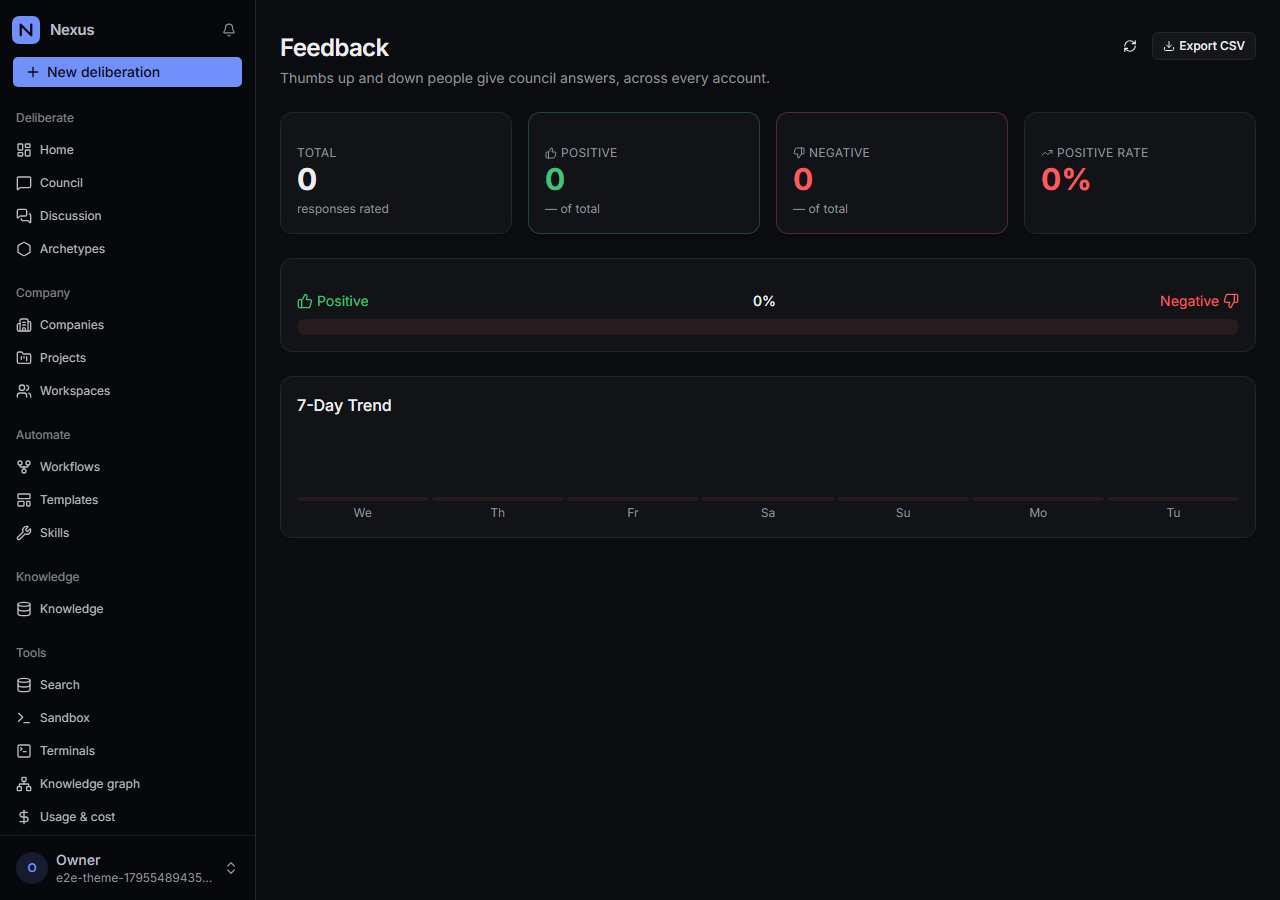 Nexus
New deliberation
Deliberate
Home
Council
Discussion
Archetypes
Company
Companies
Projects
Workspaces
Automate
Workflows
Templates
Skills
Knowledge
Knowledge
Tools
Search
Sandbox
Terminals
Knowledge graph
Usage & cost
O
Owner
e2e-theme-17955489435...
Feedback
Export CSV
Thumbs up and down people give council answers, across every account.
TOTAL
0
responses rated
POSITIVE
0
— of total
NEGATIVE
0
— of total
POSITIVE RATE
0%
Positive
0%
Negative
7-Day Trend
We
Th
Fr
Sa
Su
Mo
Tu